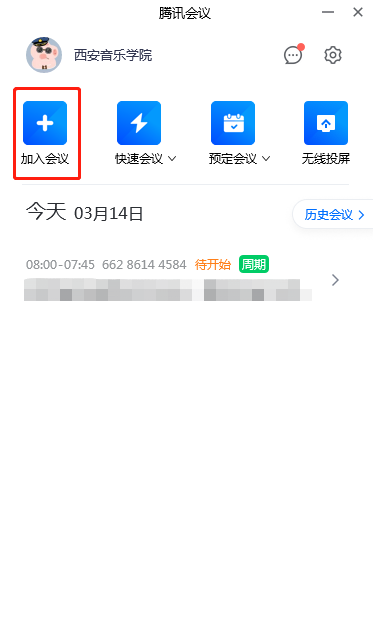 腾讯会议
西安音乐学院
加入会议 快速会议 预定会议 无线投屏
今天 03月14日 历史会议
08:00-07:45 662 8614 4584 待开始 周期